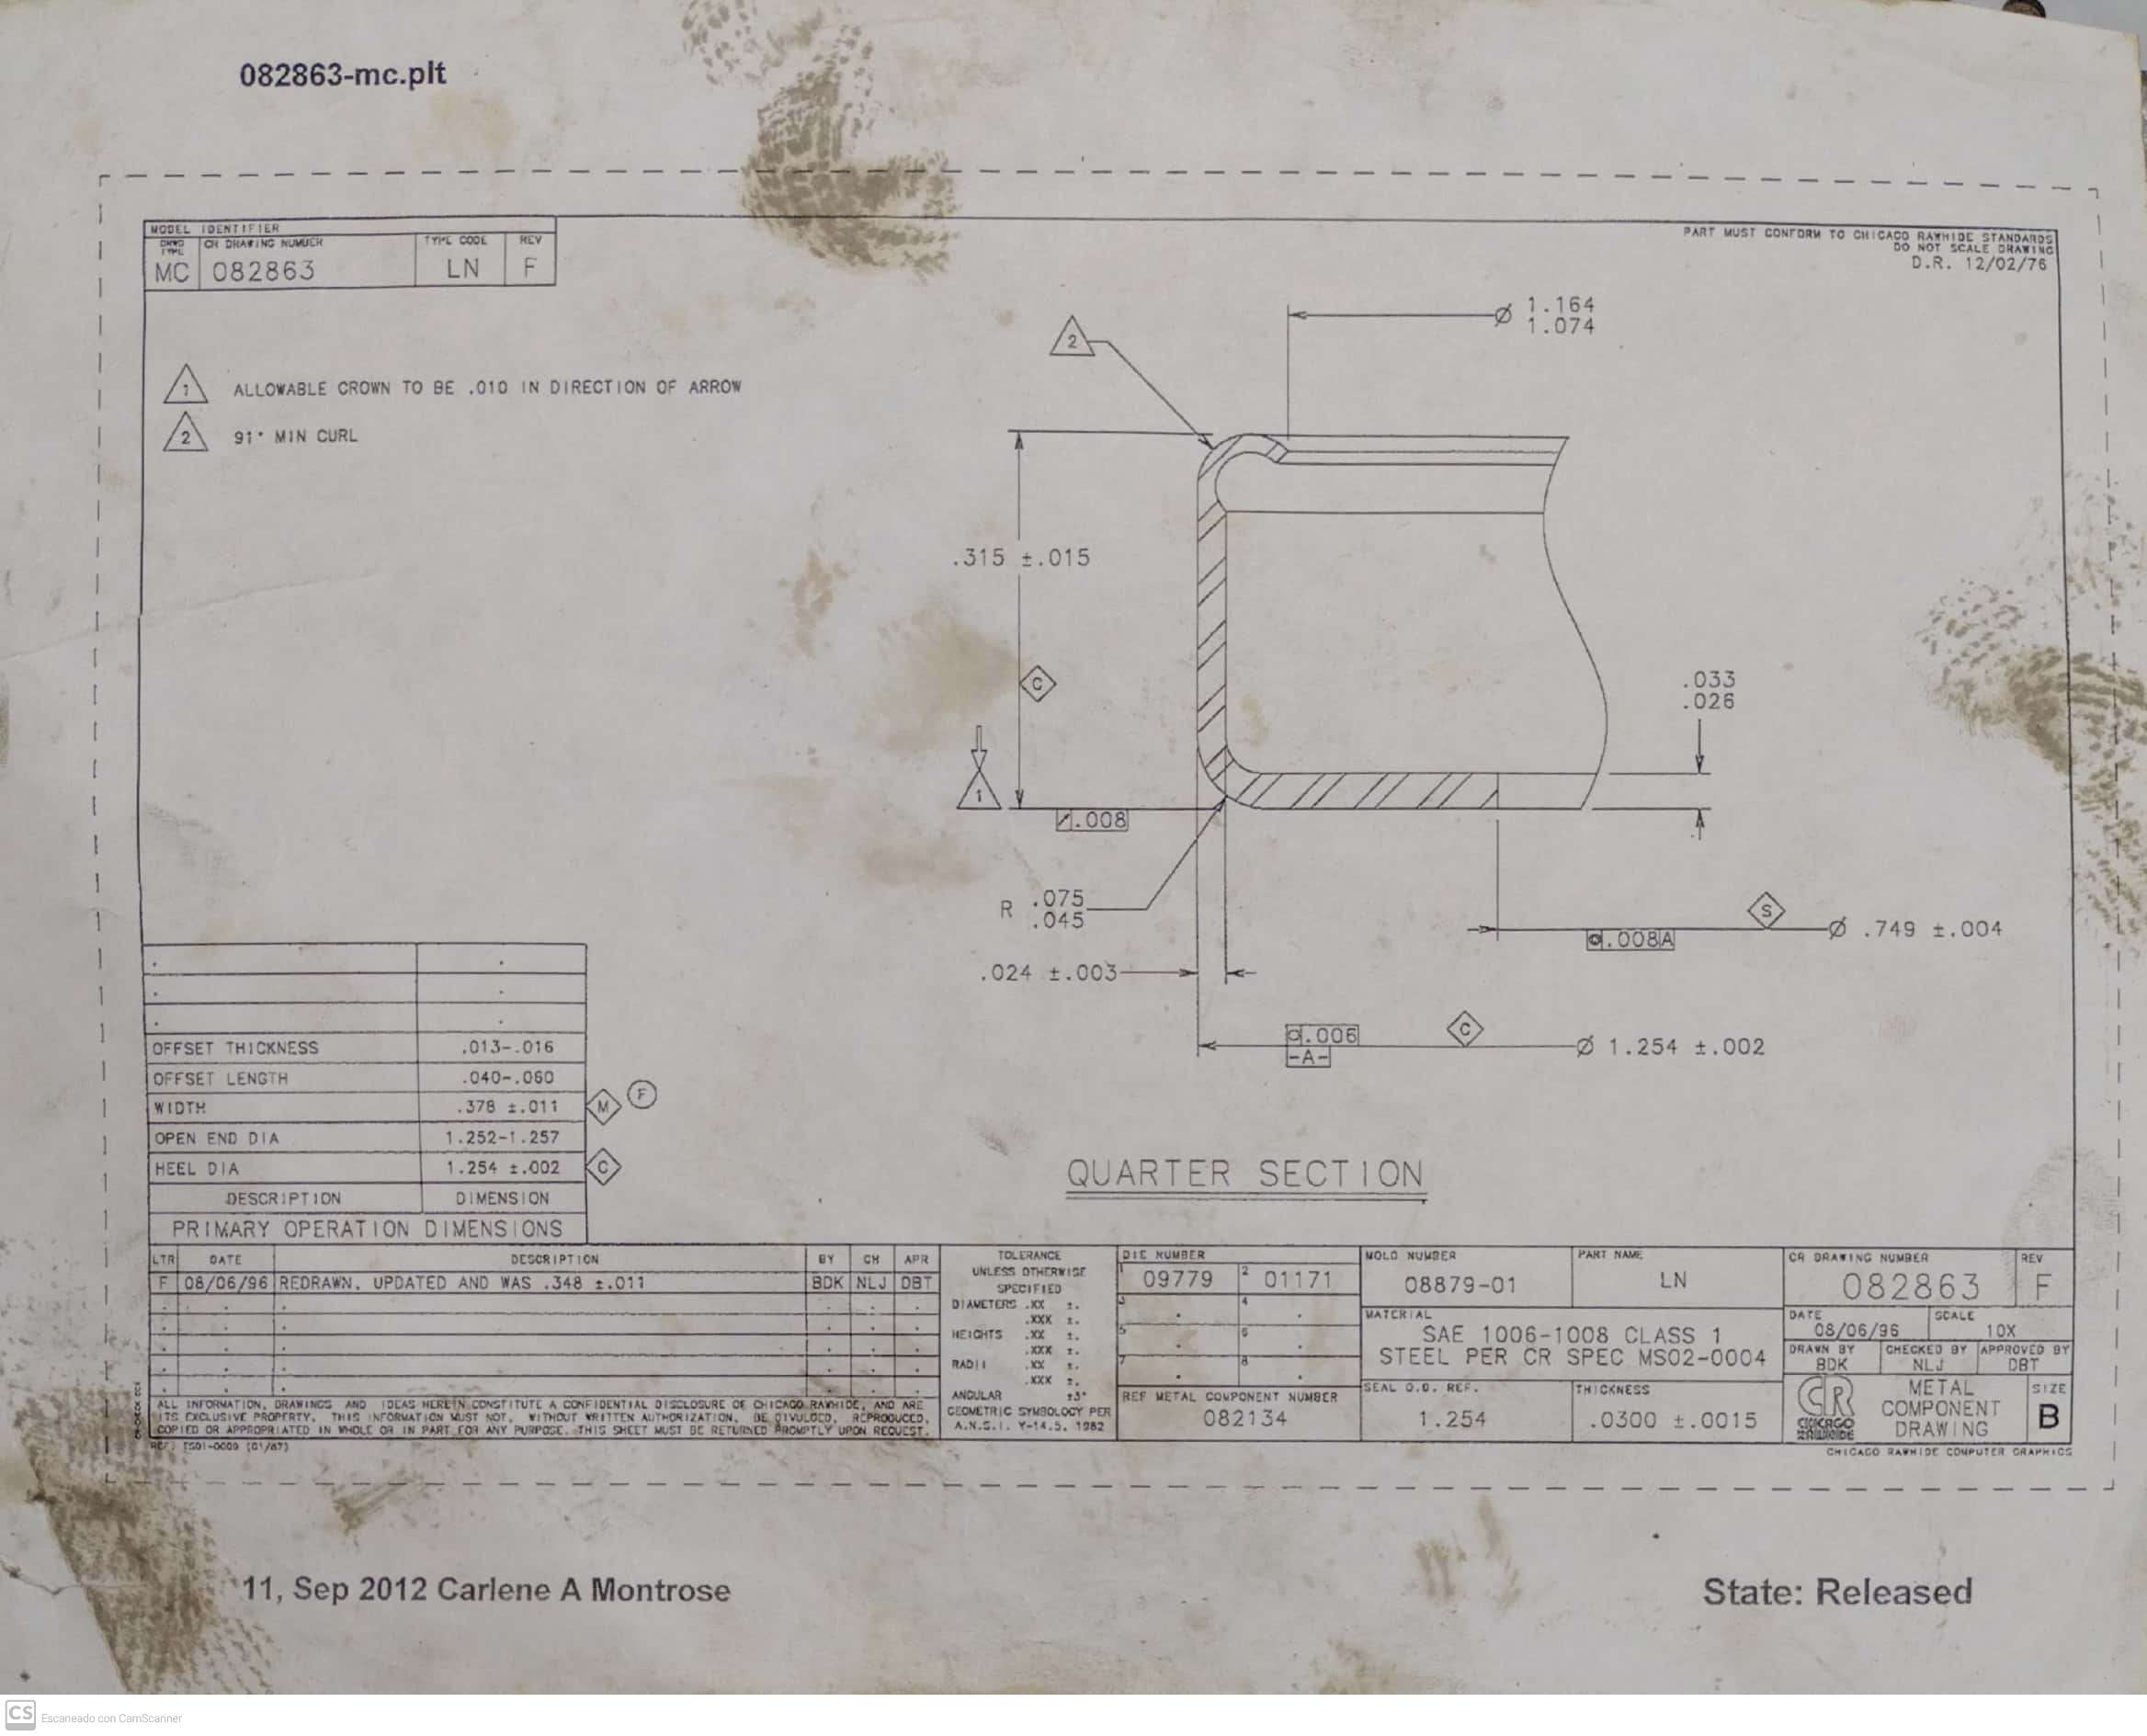 082863-mc.plt
MODEL IDENTIFIER
DRWG TYPE
CR DRAWING NUMBER
TYPE CODE
REV
MC
082863
LN
F
PART MUST CONFORM TO CHICAGO RAWHIDE STANDARDS
DO NOT SCALE DRAWING
D.R. 12/02/76
1 ALLOWABLE CROWN TO BE .010 IN DIRECTION OF ARROW
2 91° MIN CURL
2
Ø 1.164
1.074
.315 ±.015
C
1
.008
.033
.026
R .075
.045
S
.008 A
Ø .749 ±.004
.024 ±.003
.006
-A-
C
Ø 1.254 ±.002
QUARTER SECTION
OFFSET THICKNESS .013-.016
OFFSET LENGTH .040-.060
WIDTH .378 ±.011 M F
OPEN END DIA 1.252-1.257
HEEL DIA 1.254 ±.002 C
DESCRIPTION DIMENSION
PRIMARY OPERATION DIMENSIONS
LTR DATE DESCRIPTION BY CH APR
F 08/06/96 REDRAWN, UPDATED AND WAS .348 ±.011 BDK NLJ DBT
ALL INFORMATION, DRAWINGS AND IDEAS HEREIN CONSTITUTE A CONFIDENTIAL DISCLOSURE OF CHICAGO RAWHIDE, AND ARE
ITS EXCLUSIVE PROPERTY. THIS INFORMATION MUST NOT, WITHOUT WRITTEN AUTHORIZATION, BE DIVULGED, REPRODUCED,
COPIED OR APPROPRIATED IN WHOLE OR IN PART FOR ANY PURPOSE. THIS SHEET MUST BE RETURNED PROMPTLY UPON REQUEST.
TOLERANCE
UNLESS OTHERWISE
SPECIFIED
DIAMETERS .XX ±.
.XXX ±.
HEIGHTS .XX ±.
.XXX ±.
RADII .XX ±.
.XXX ±.
ANGULAR ±3°
GEOMETRIC SYMBOLOGY PER
A.N.S.I. Y-14.5, 1982
DIE NUMBER
1 09779 2 01171
3 4
5 6
7 8
REF METAL COMPONENT NUMBER
082134
MOLD NUMBER
08879-01
PART NAME
LN
MATERIAL
SAE 1006-1008 CLASS 1
STEEL PER CR SPEC MS02-0004
SEAL O.D. REF.
1.254
THICKNESS
.0300 ±.0015
CR DRAWING NUMBER
082863
REV
F
DATE
08/06/96
SCALE
10X
DRAWN BY
BDK
CHECKED BY
NLJ
APPROVED BY
DBT
CR
CHICAGO
RAWHIDE
METAL
COMPONENT
DRAWING
SIZE
B
CHICAGO RAWHIDE COMPUTER GRAPHICS
11, Sep 2012 Carlene A Montrose
State: Released
CS Escaneado con CamScanner